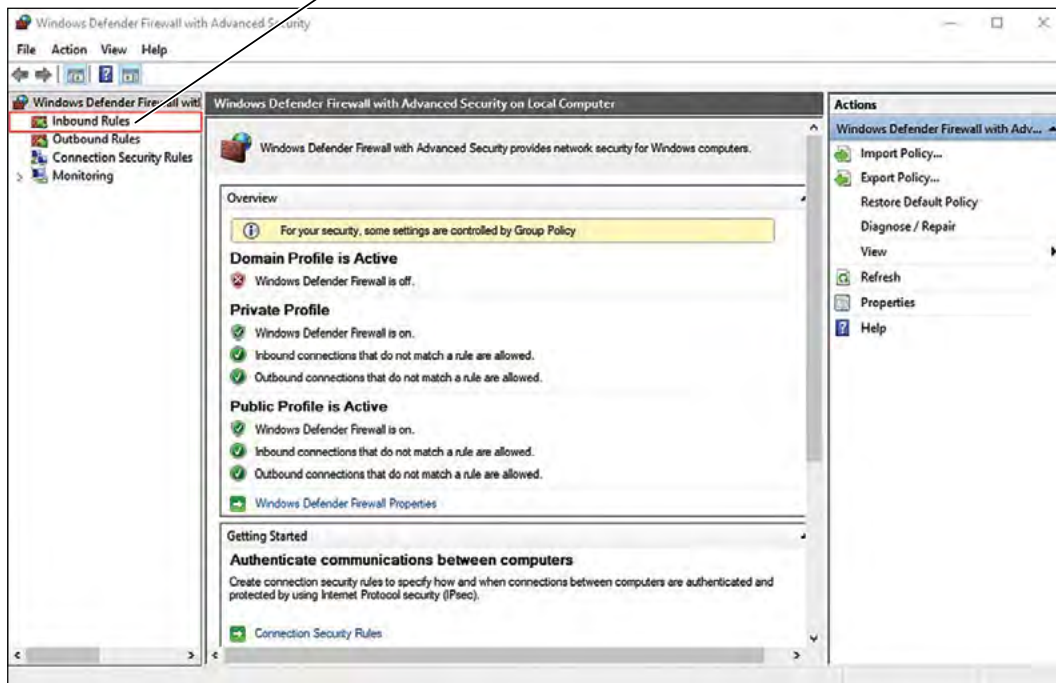 Windows Defender Firewall with Advanced Security
File Action View Help
Windows Defender Firewall witl
Inbound Rules
Outbound Rules
Connection Security Rules
Monitoring
Windows Defender Firewall with Advanced Security on Local Computer
Windows Defender Firewall with Advanced Security provides network security for Windows computers.
Overview
For your security, some settings are controlled by Group Policy
Domain Profile is Active
Windows Defender Firewall is off.
Private Profile
Windows Defender Firewall is on.
Inbound connections that do not match a rule are allowed.
Outbound connections that do not match a rule are allowed.
Public Profile is Active
Windows Defender Firewall is on.
Inbound connections that do not match a rule are allowed.
Outbound connections that do not match a rule are allowed.
Windows Defender Firewall Properties
Getting Started
Authenticate communications between computers
Create connection security rules to specify how and when connections between computers are authenticated and
protected by using Internet Protocol security (IPsec).
Connection Security Rules
Actions
Windows Defender Firewall with Adv...
Import Policy...
Export Policy...
Restore Default Policy
Diagnose / Repair
View
Refresh
Properties
Help